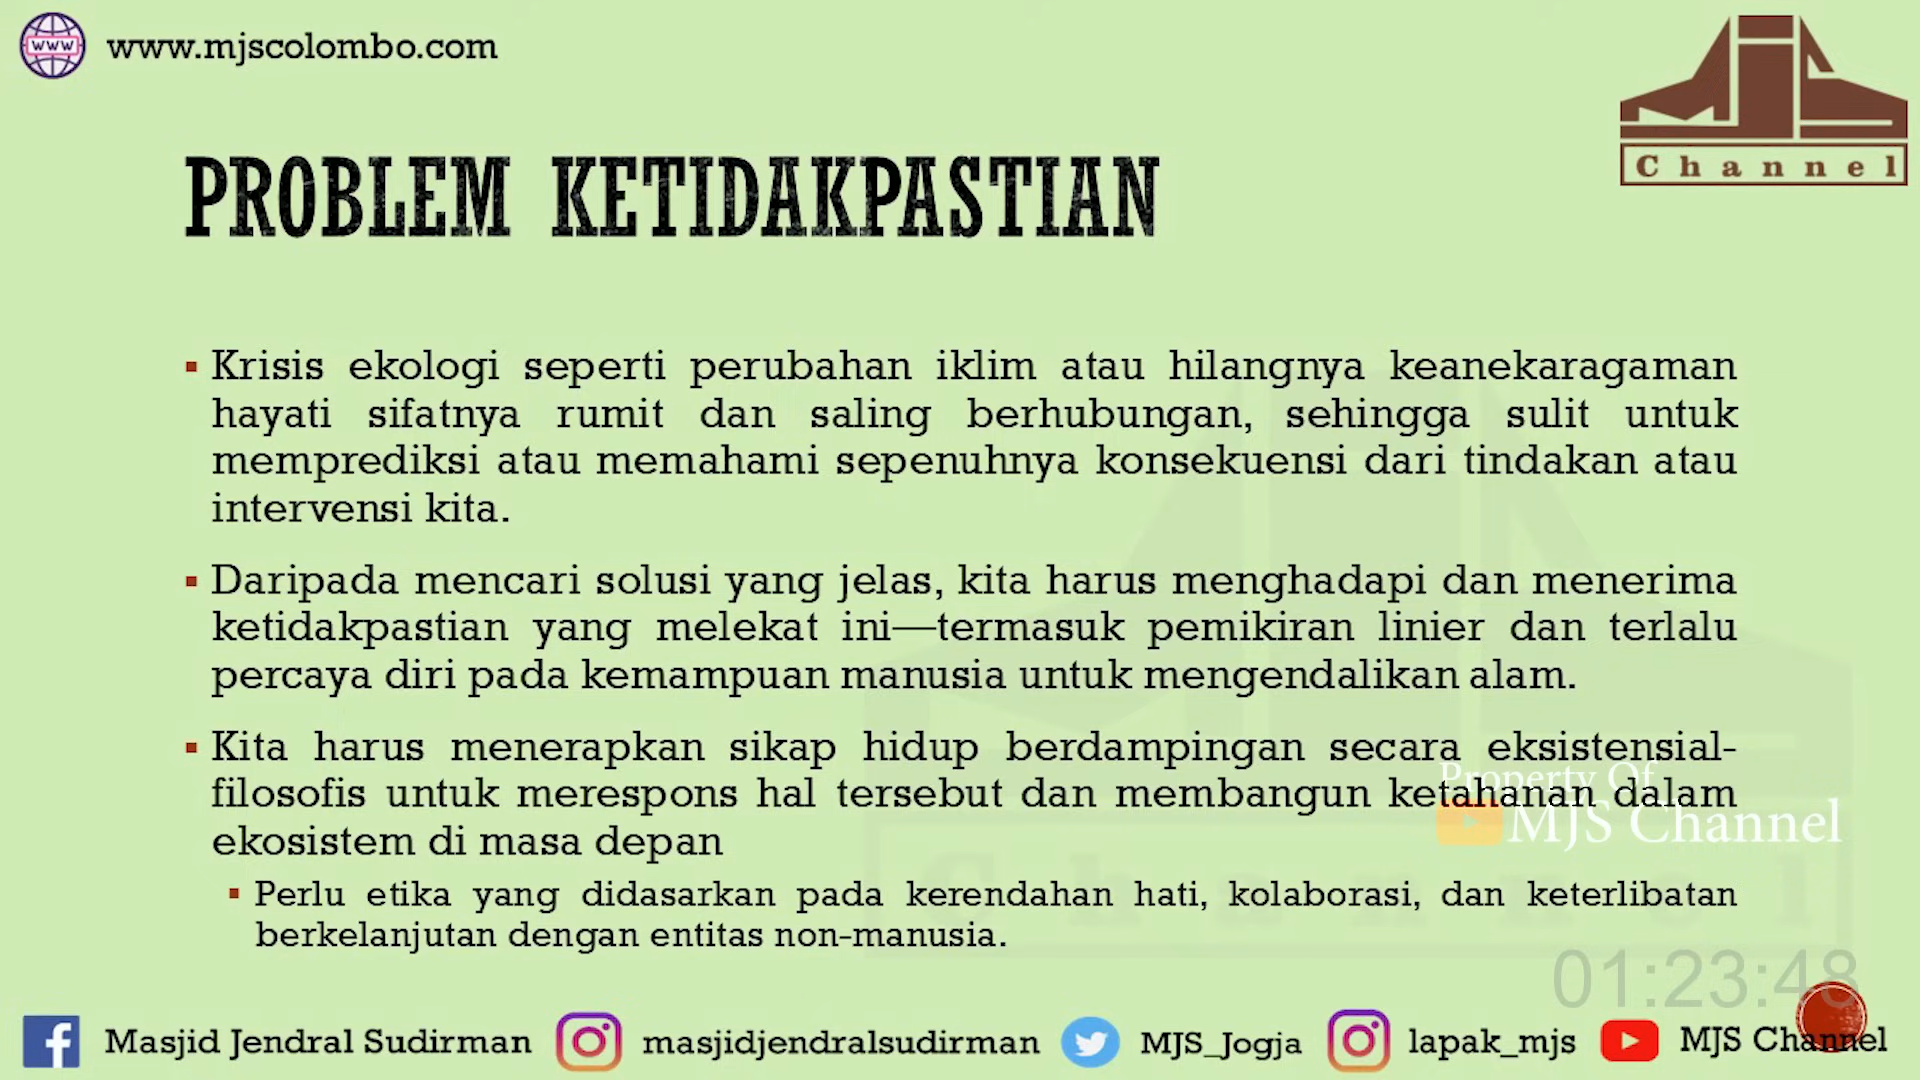 www.mjscolombo.com
WWW
MJS
Channel
PROBLEM KETIDAKPASTIAN
Krisis ekologi seperti perubahan iklim atau hilangnya keanekaragaman
hayati sifatnya rumit dan saling berhubungan, sehingga sulit untuk
memprediksi atau memahami sepenuhnya konsekuensi dari tindakan atau
intervensi kita.
Daripada mencari solusi yang jelas, kita harus menghadapi dan menerima
ketidakpastian yang melekat ini—termasuk pemikiran linier dan terlalu
percaya diri pada kemampuan manusia untuk mengendalikan alam.
Kita harus menerapkan sikap hidup berdampingan secara eksistensial-
filosofis untuk merespons hal tersebut dan membangun ketahanan dalam
ekosistem di masa depan
Property Of
MJS Channel
Perlu etika yang didasarkan pada kerendahan hati, kolaborasi, dan keterlibatan
berkelanjutan dengan entitas non-manusia.
Channel
01:23:48
Masjid Jendral Sudirman masjidjendralsudirman MJS_Jogja lapak_mjs MJS Channel